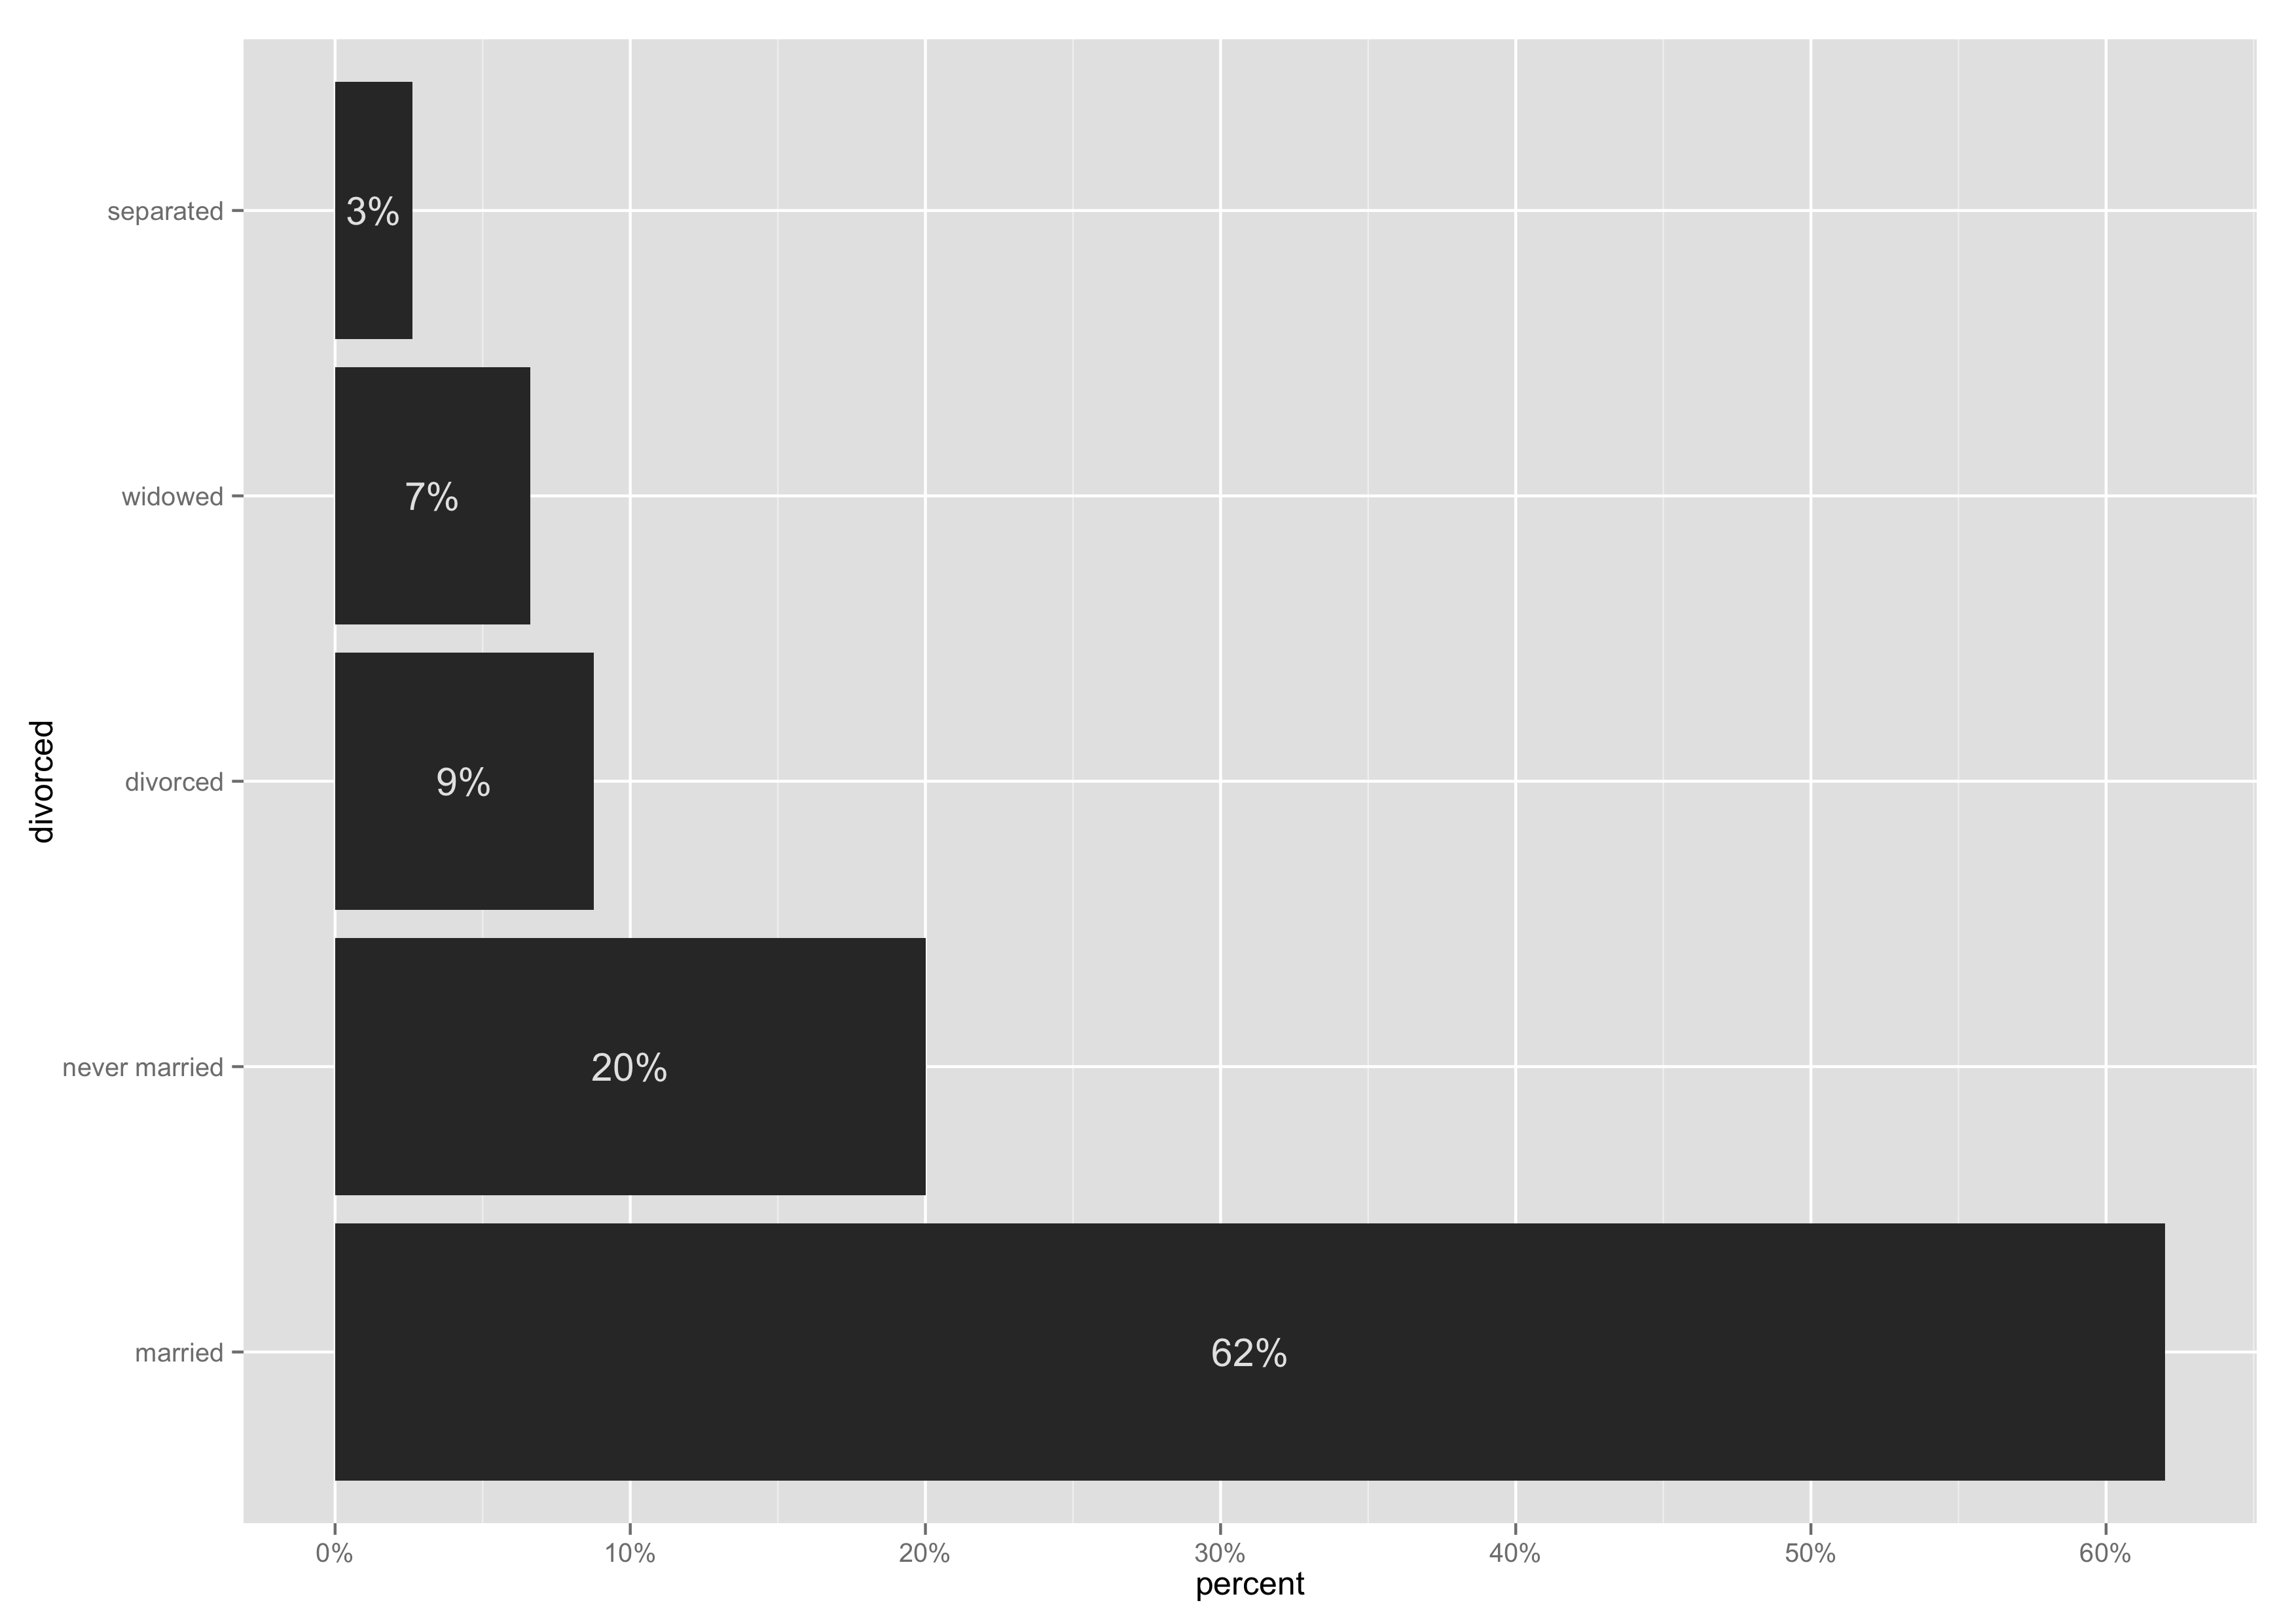 separated
3%
widowed
7%
divorced
divorced
9%
never married
20%
married
62%
0% 10% 20% 30% 40% 50% 60%
percent